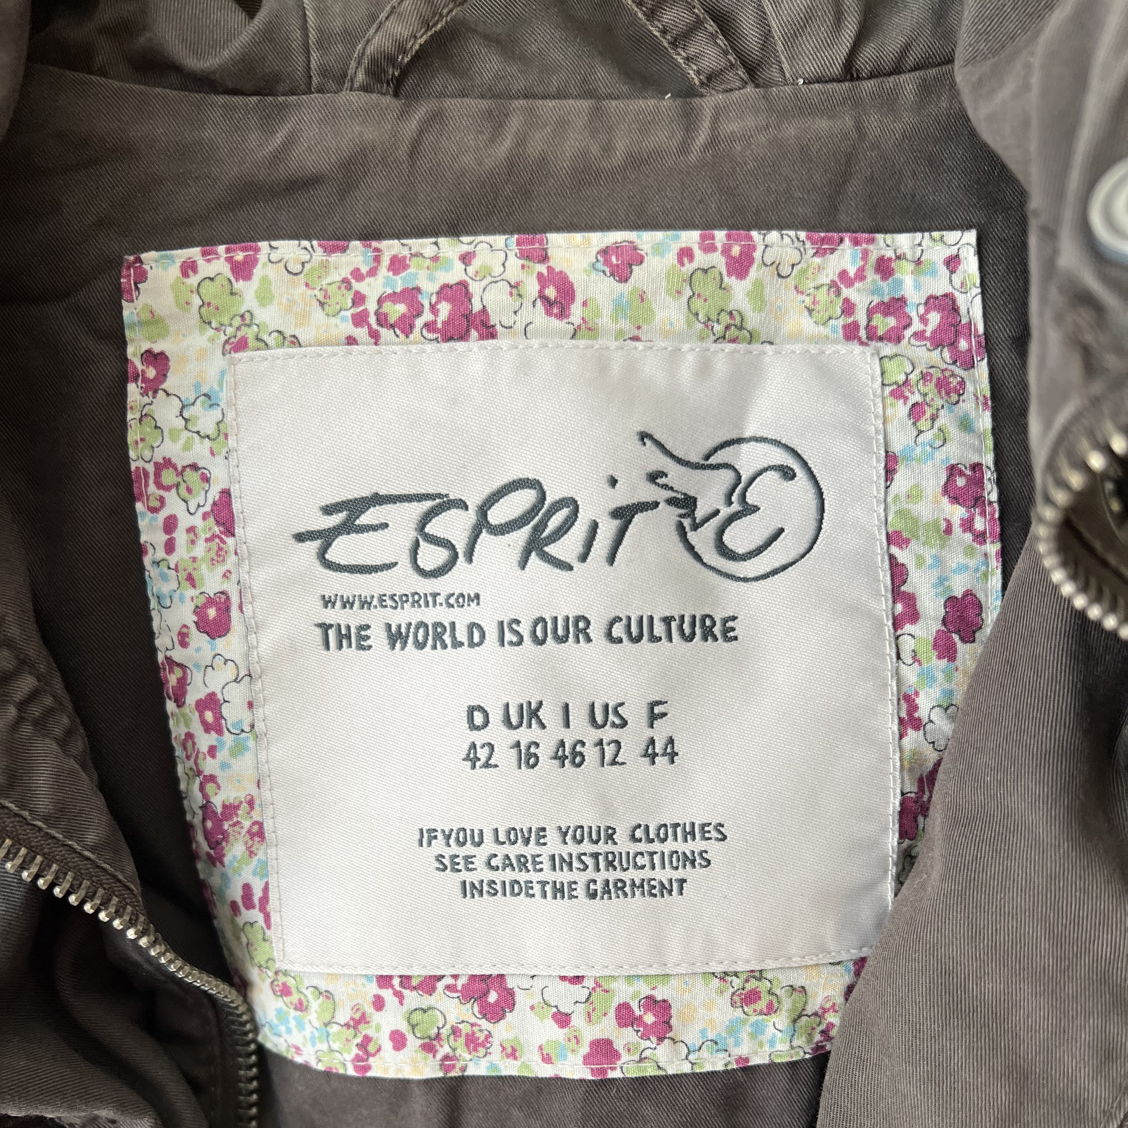 ESPRiT E
WWW.ESPRIT.COM
THE WORLD IS OUR CULTURE
D UK I US F
42 16 46 12 44
IF YOU LOVE YOUR CLOTHES
SEE CARE INSTRUCTIONS
INSIDE THE GARMENT